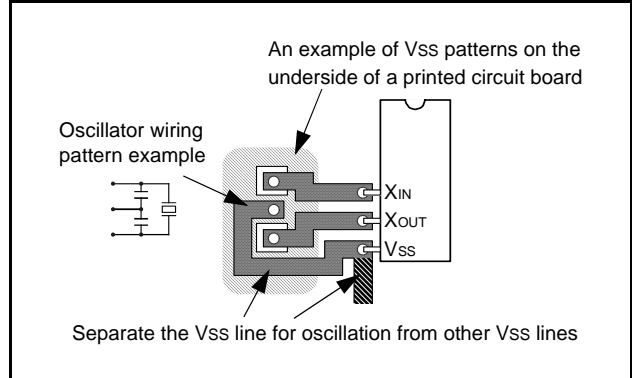 An example of VSS patterns on the
underside of a printed circuit board
Oscillator wiring
pattern example
XIN
XOUT
VSS
Separate the VSS line for oscillation from other VSS lines